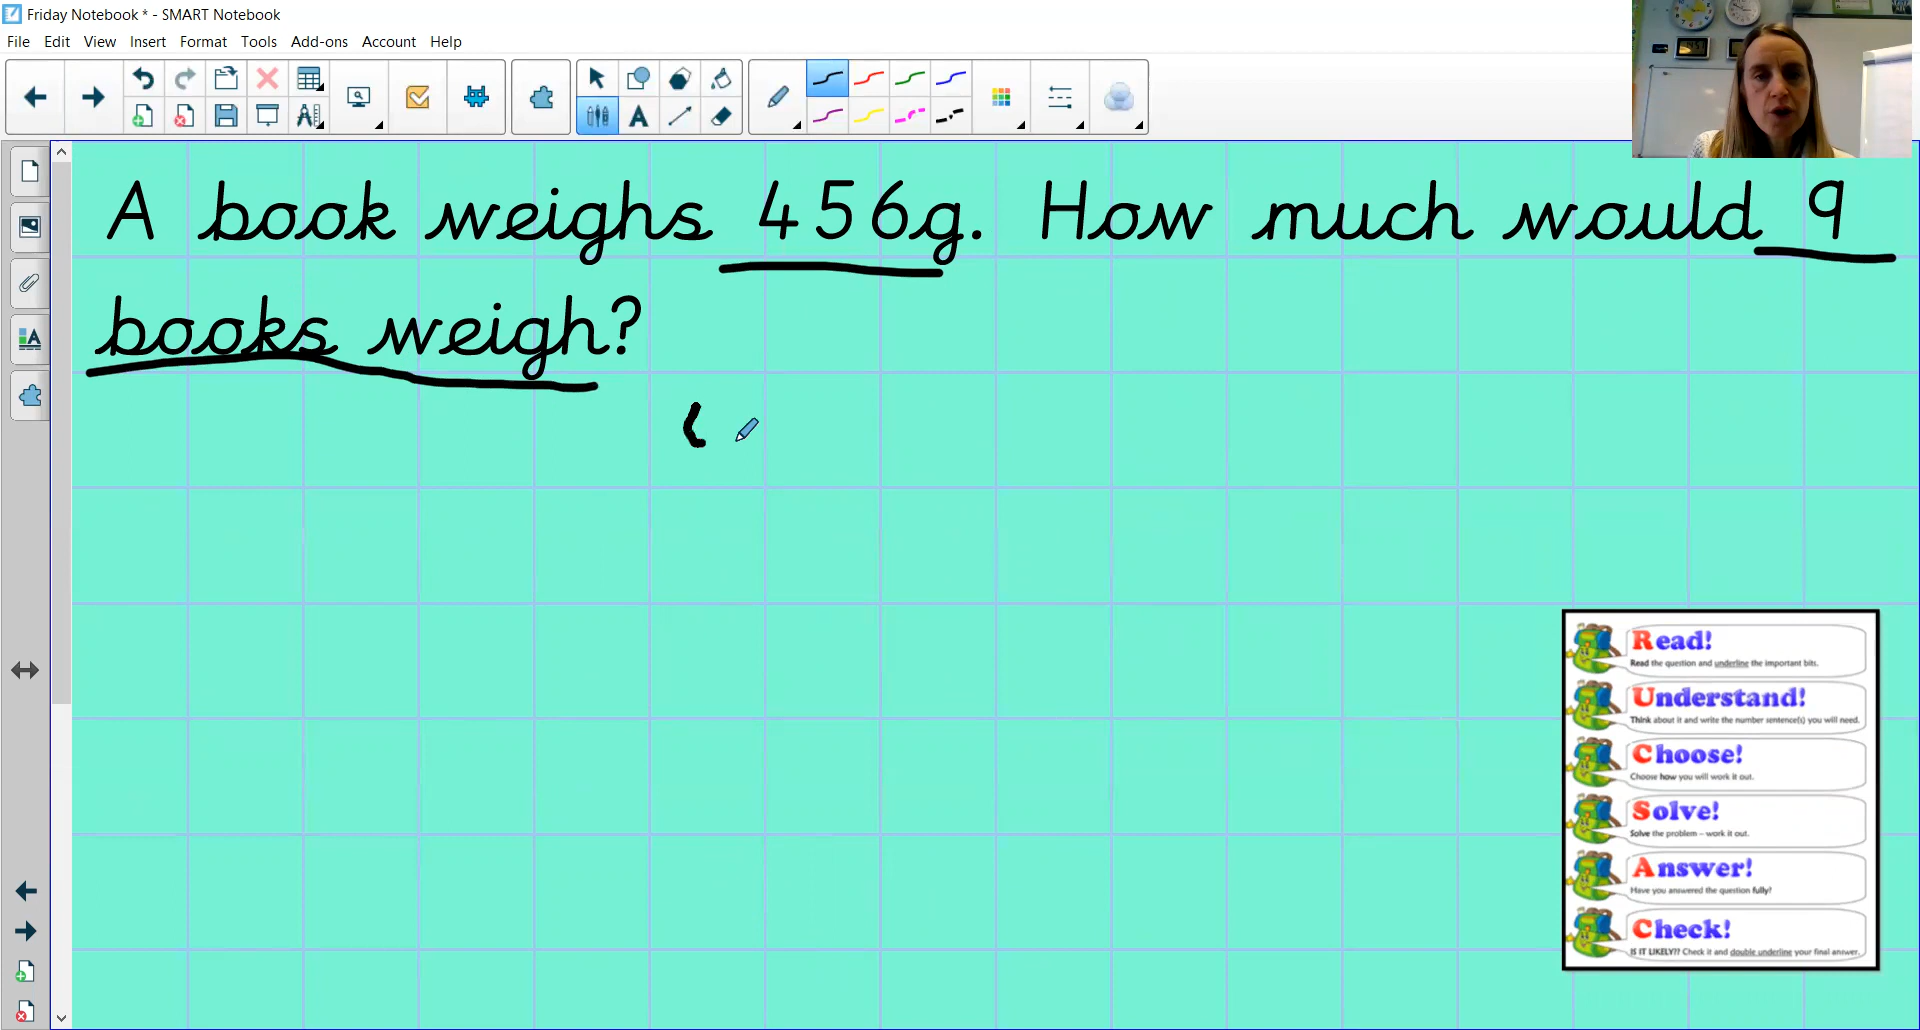 Friday Notebook * - SMART Notebook
File Edit View Insert Format Tools Add-ons Account Help
A book weighs 456g. How much would 9
books weigh?
Read!
Read the question and underline the important bits.
Understand!
Think about it and write the number sentence(s) you will need.
Choose!
Choose how you will work it out.
Solve!
Solve the problem – work it out.
Answer!
Have you answered the question fully?
Check!
IS IT LIKELY?? Check it and double underline your final answer.